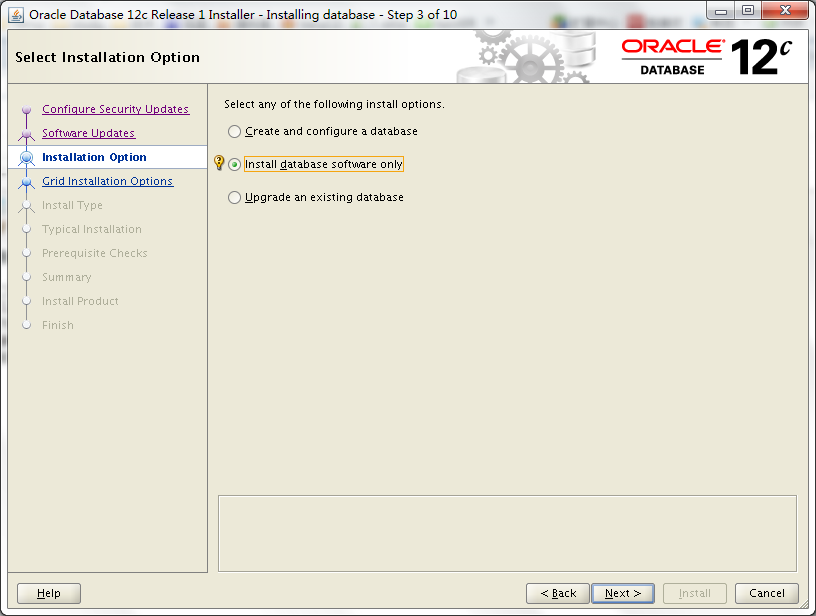 Oracle Database 12c Release 1 Installer - Installing database - Step 3 of 10
Select Installation Option
ORACLE
DATABASE
12c
Configure Security Updates
Software Updates
Installation Option
Grid Installation Options
Install Type
Typical Installation
Prerequisite Checks
Summary
Install Product
Finish
Select any of the following install options.
Create and configure a database
Install database software only
Upgrade an existing database
Help
< Back
Next >
Install
Cancel